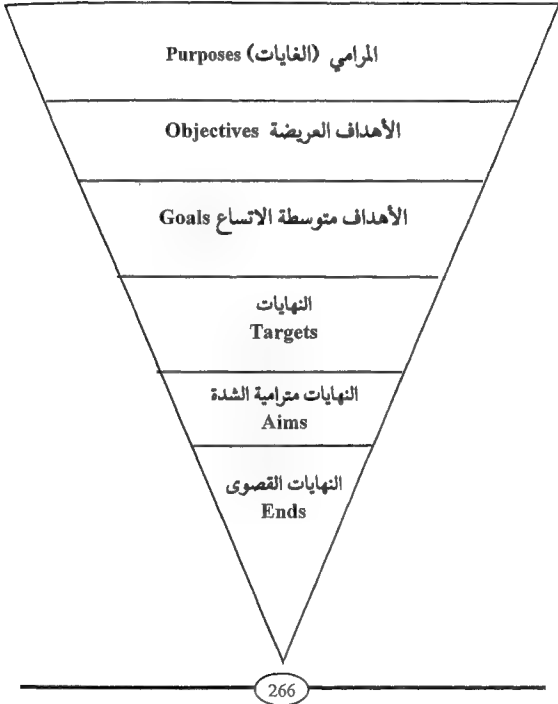 المرامي (الغايات) Purposes
الأهداف العريضة Objectives
الأهداف متوسطة الاتساع Goals
النهايات
Targets
النهايات مترامية الشدة
Aims
النهايات القصوى
Ends
266